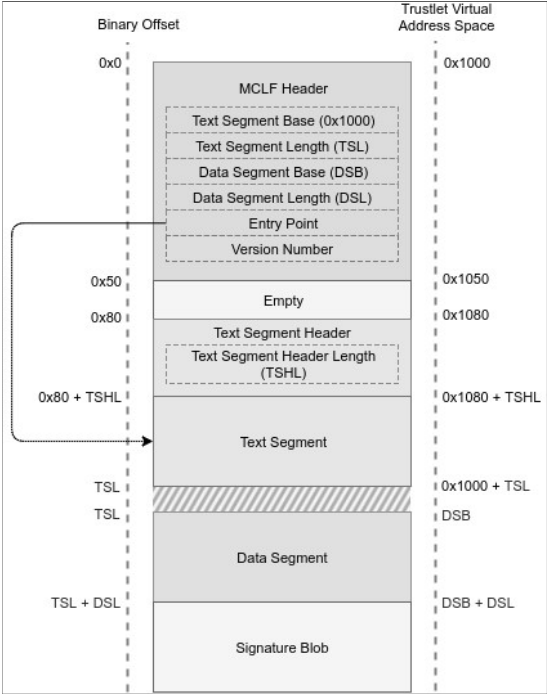 Binary Offset
Trustlet Virtual
Address Space
0x0
0x1000
MCLF Header
Text Segment Base (0x1000)
Text Segment Length (TSL)
Data Segment Base (DSB)
Data Segment Length (DSL)
Entry Point
Version Number
0x50
0x1050
Empty
0x80
0x1080
Text Segment Header
Text Segment Header Length
(TSHL)
0x80 + TSHL
0x1080 + TSHL
Text Segment
TSL
0x1000 + TSL
TSL
DSB
Data Segment
TSL + DSL
DSB + DSL
Signature Blob